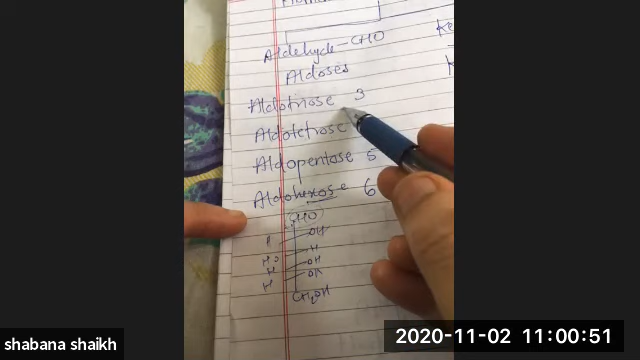 Aldehyde - CHO
Aldoses
Aldotriose 3
Aldotetrose
Aldopentose 5
Aldohexose 6
CHO
H OH
HO H
H OH
H OH
CH2OH
shabana shaikh
2020-11-02 11:00:51